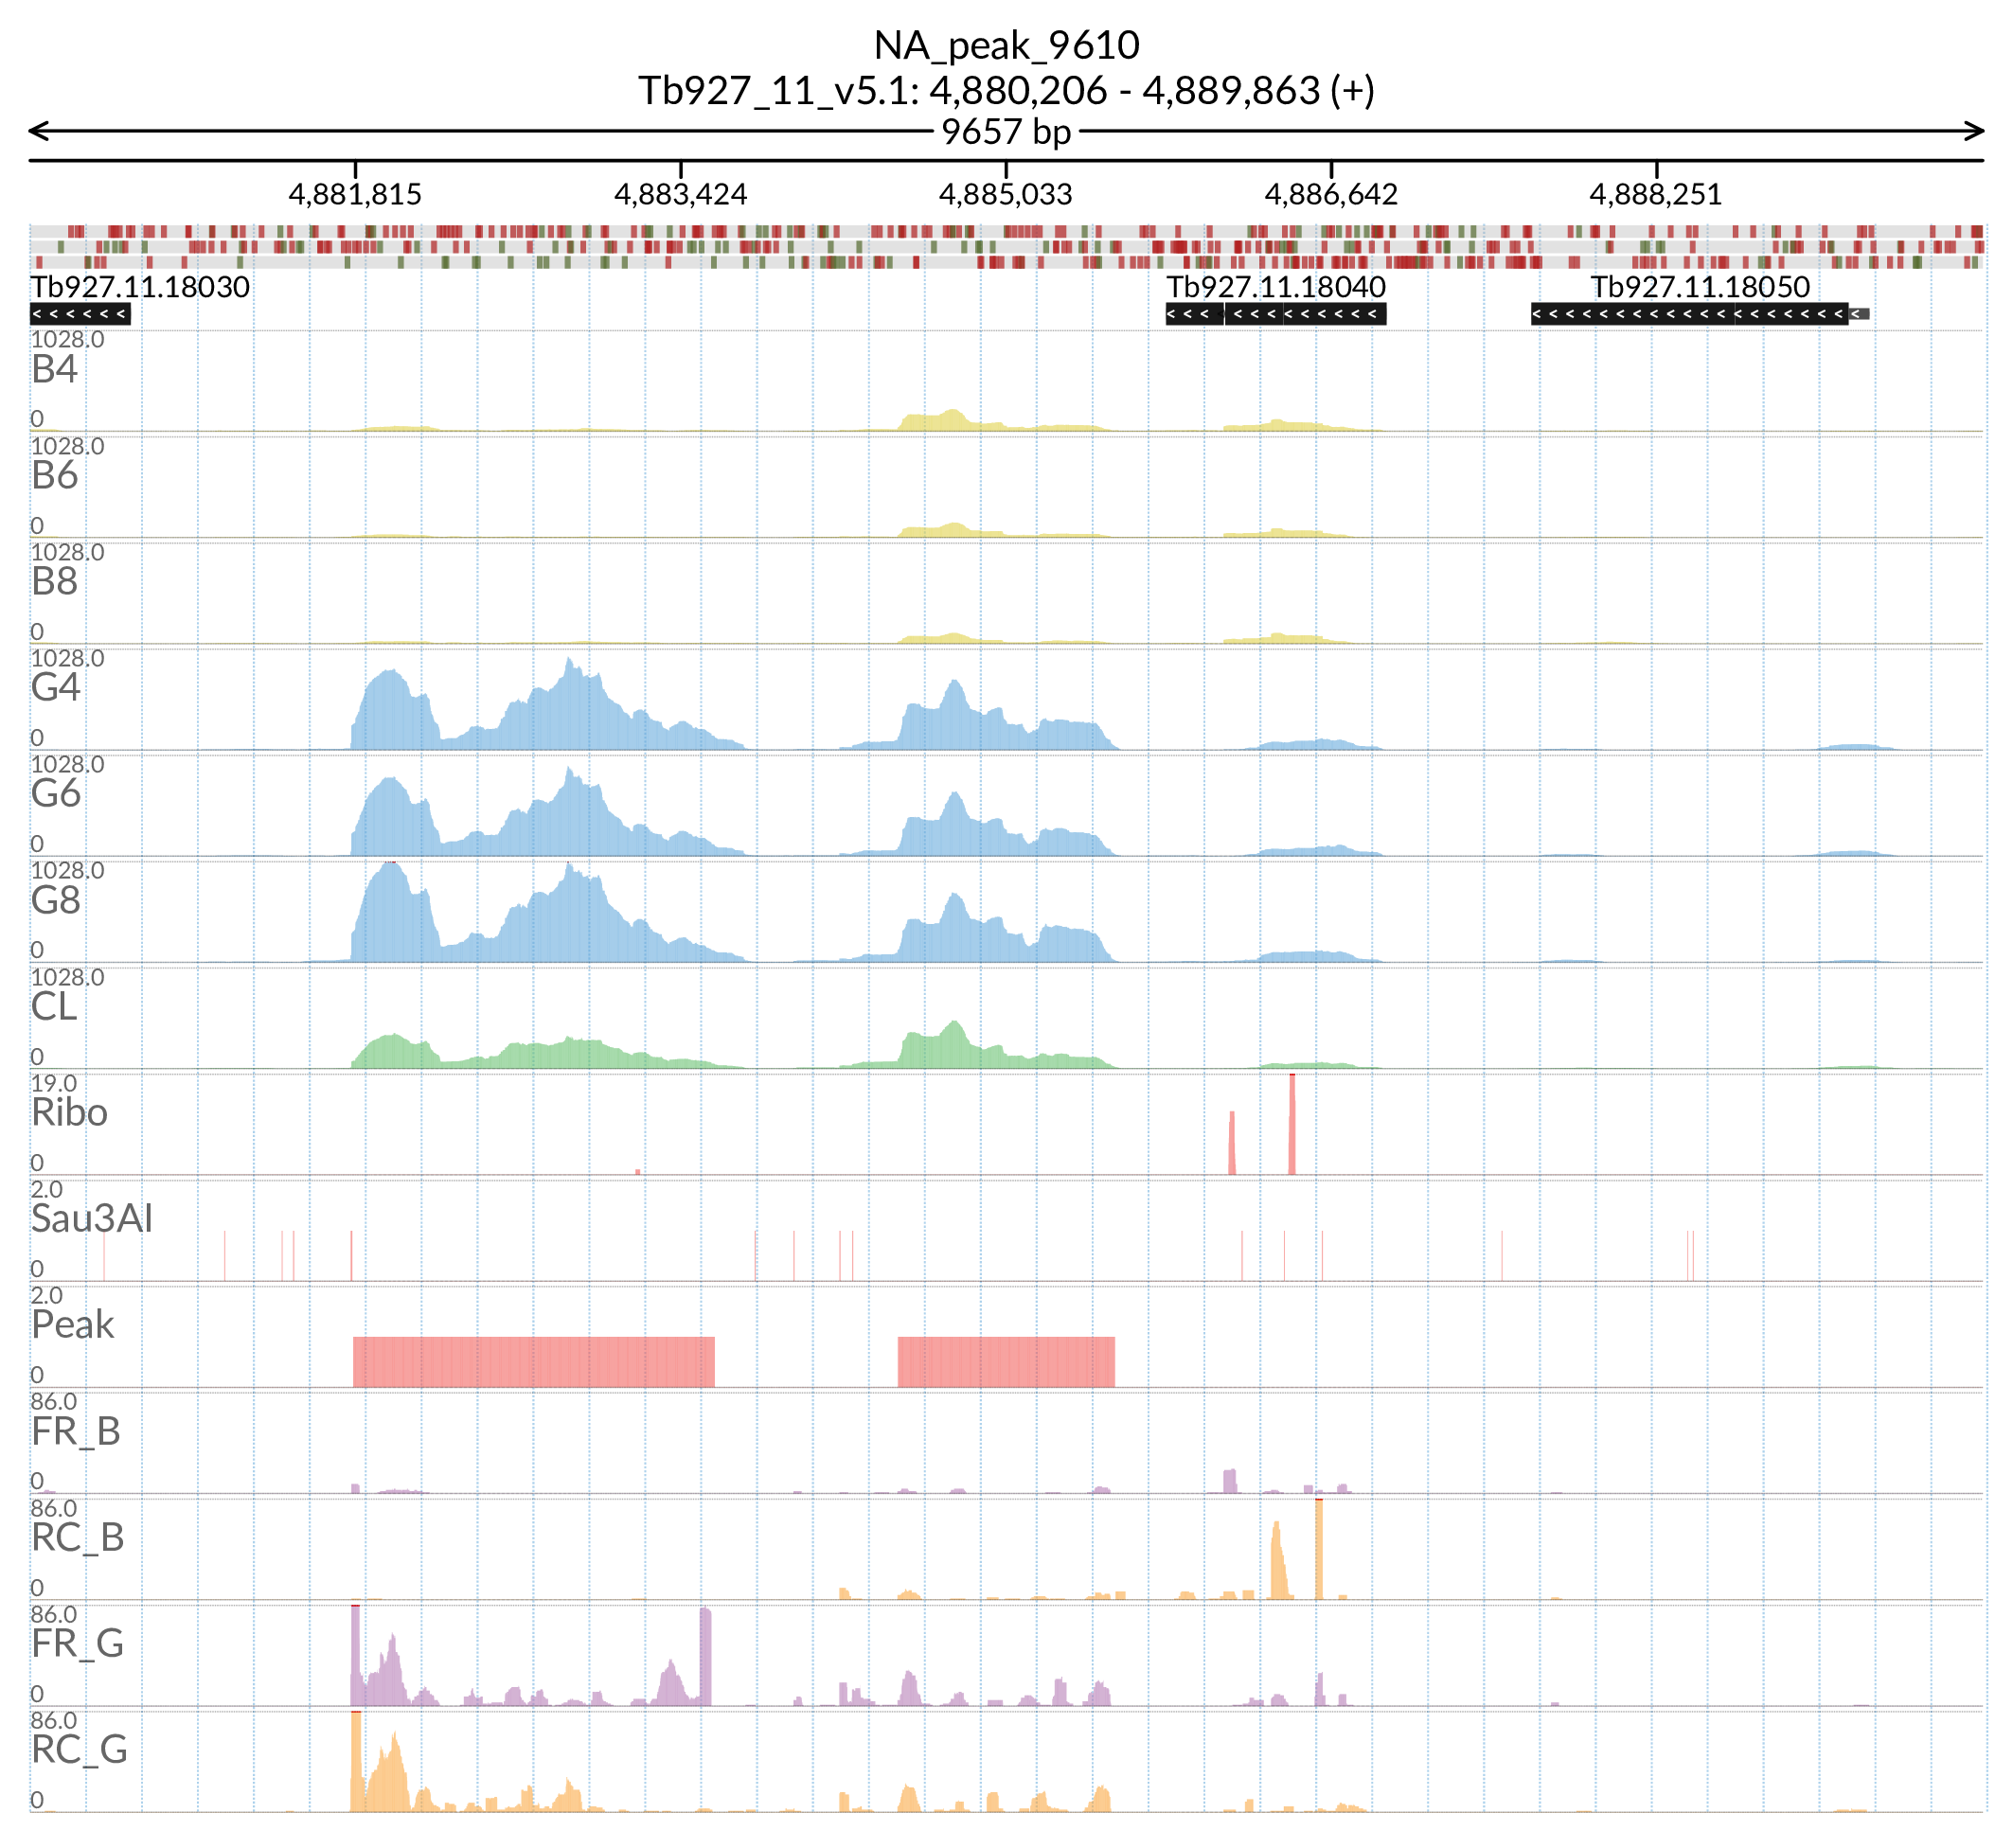 NA_peak_9610
Tb927_11_v5.1: 4,880,206 - 4,889,863 (+)
9657 bp
4,881,815 4,883,424 4,885,033 4,886,642 4,888,251
Tb927.11.18030 Tb927.11.18040 Tb927.11.18050
1028.0
B4
0
1028.0
B6
0
1028.0
B8
0
1028.0
G4
0
1028.0
G6
0
1028.0
G8
0
1028.0
CL
0
19.0
Ribo
0
2.0
Sau3AI
0
2.0
Peak
0
86.0
FR_B
0
86.0
RC_B
0
86.0
FR_G
0
86.0
RC_G
0